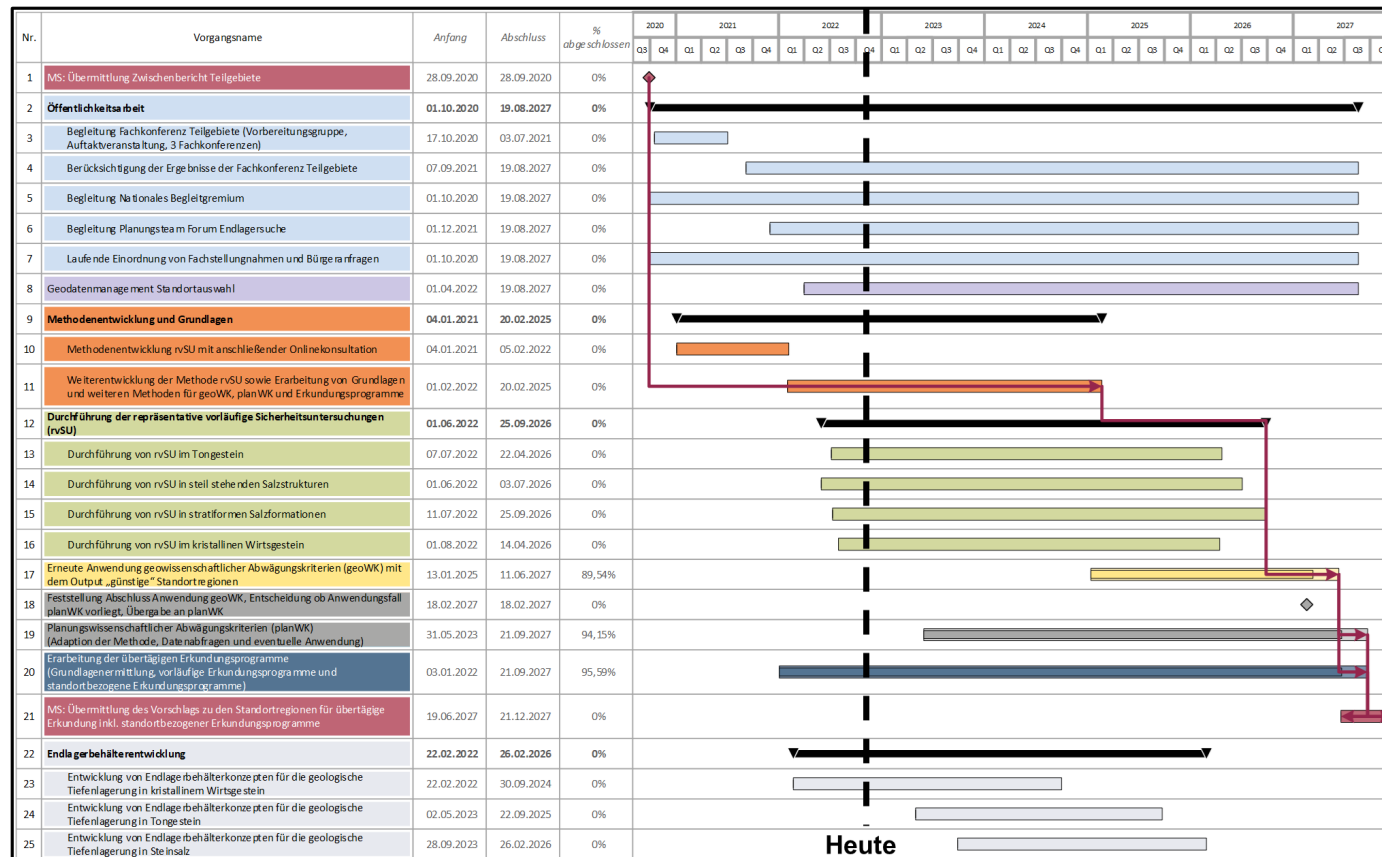 Nr. Vorgangsname Anfang Abschluss % abgeschlossen 2020 2021 2022 2023 2024 2025 2026 2027
Q3 Q4 Q1 Q2 Q3 Q4 Q1 Q2 Q3 Q4 Q1 Q2 Q3 Q4 Q1 Q2 Q3 Q4 Q1 Q2 Q3 Q4 Q1 Q2 Q3 Q4 Q1 Q2 Q3
1 MS: Übermittlung Zwischenbericht Teilgebiete 28.09.2020 28.09.2020 0%
2 Öffentlichkeitsarbeit 01.10.2020 19.08.2027 0%
3 Begleitung Fachkonferenz Teilgebiete (Vorbereitungsgruppe,
Auftaktveranstaltung, 3 Fachkonferenzen) 17.10.2020 03.07.2021 0%
4 Berücksichtigung der Ergebnisse der Fachkonferenz Teilgebiete 07.09.2021 19.08.2027 0%
5 Begleitung Nationales Begleitgremium 01.10.2020 19.08.2027 0%
6 Begleitung Planungsteam Forum Endlagersuche 01.12.2021 19.08.2027 0%
7 Laufende Einordnung von Fachstellungnahmen und Bürgeranfragen 01.10.2020 19.08.2027 0%
8 Geodatenmanagement Standortauswahl 01.04.2022 19.08.2027 0%
9 Methodenentwicklung und Grundlagen 04.01.2021 20.02.2025 0%
10 Methodenentwicklung rvSU mit anschließender Onlinekonsultation 04.01.2021 05.02.2022 0%
11 Weiterentwicklung der Methode rvSU sowie Erarbeitung von Grundlagen
und weiteren Methoden für geoWK, planWK und Erkundungsprogramme 01.02.2022 20.02.2025 0%
12 Durchführung der repräsentative vorläufige Sicherheitsuntersuchungen
(rvSU) 01.06.2022 25.09.2026 0%
13 Durchführung von rvSU im Tongestein 07.07.2022 22.04.2026 0%
14 Durchführung von rvSU in steil stehenden Salzstrukturen 01.06.2022 03.07.2026 0%
15 Durchführung von rvSU in stratiformen Salzformationen 11.07.2022 25.09.2026 0%
16 Durchführung von rvSU im kristallinen Wirtsgestein 01.08.2022 14.04.2026 0%
17 Erneute Anwendung geowissenschaftlicher Abwägungskriterien (geoWK) mit
dem Output „günstige“ Standortregionen 13.01.2025 11.06.2027 89,54%
18 Feststellung Abschluss Anwendung geoWK, Entscheidung ob Anwendungsfall
planWK vorliegt, Übergabe an planWK 18.02.2027 18.02.2027 0%
19 Planungswissenschaftlicher Abwägungskriterien (planWK)
(Adaption der Methode, Datenabfragen und eventuelle Anwendung) 31.05.2023 21.09.2027 94,15%
20 Erarbeitung der übertägigen Erkundungsprogramme
(Grundlagenermittlung, vorläufige Erkundungsprogramme und
standortbezogene Erkundungsprogramme) 03.01.2022 21.09.2027 95,59%
21 MS: Übermittlung des Vorschlags zu den Standortregionen für übertägige
Erkundung inkl. standortbezogener Erkundungsprogramme 19.06.2027 21.12.2027 0%
22 Endlagerbehälterentwicklung 22.02.2022 26.02.2026 0%
23 Entwicklung von Endlagerbehälterkonzepten für die geologische
Tiefenlagerung in kristallinem Wirtsgestein 22.02.2022 30.09.2024 0%
24 Entwicklung von Endlagerbehälterkonzepten für die geologische
Tiefenlagerung in Tongestein 02.05.2023 22.09.2025 0%
25 Entwicklung von Endlagerbehälterkonzepten für die geologische
Tiefenlagerung in Steinsalz 28.09.2023 26.02.2026 0%
Heute